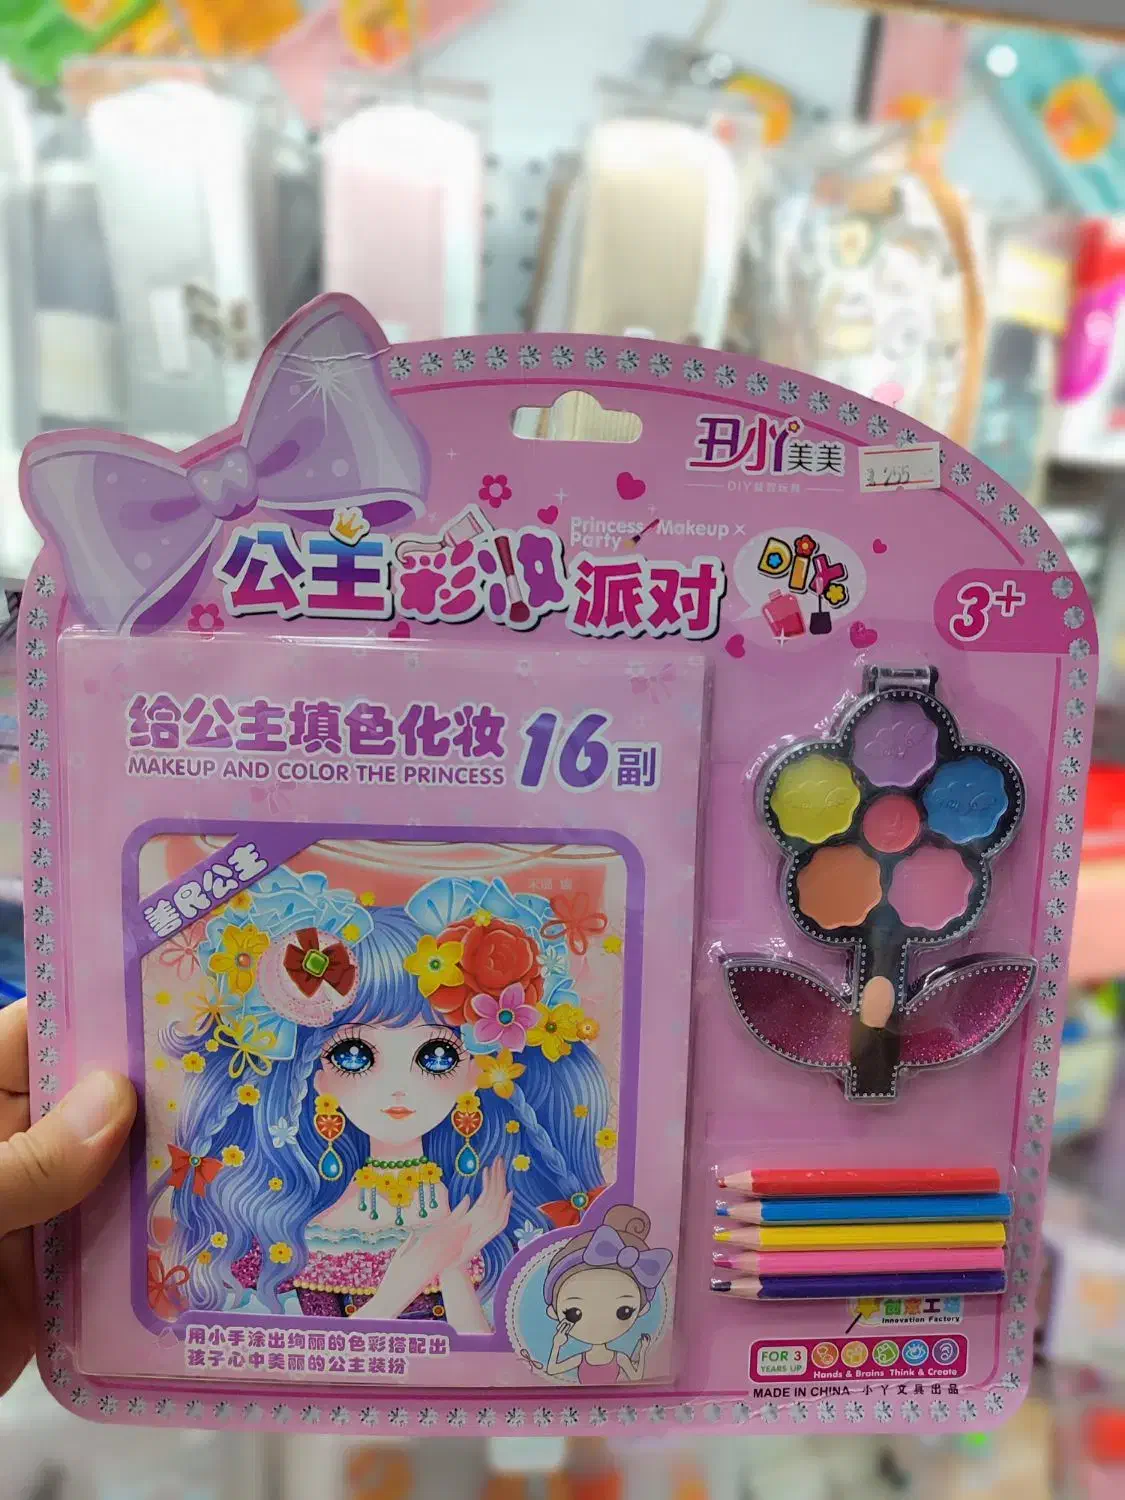 丑小丫美美
DIY益智玩具
255
公主彩妆派对
Princess Makeup ×
Party
DIY
3+
给公主填色化妆16副
MAKEUP AND COLOR THE PRINCESS
美民公主
用小手涂出绚丽的色彩搭配出
孩子心中美丽的公主装扮
创意工场
Innovation Factory
FOR 3
YEARS UP
Hands & Brains Think & Create
MADE IN CHINA 小丫文具出品